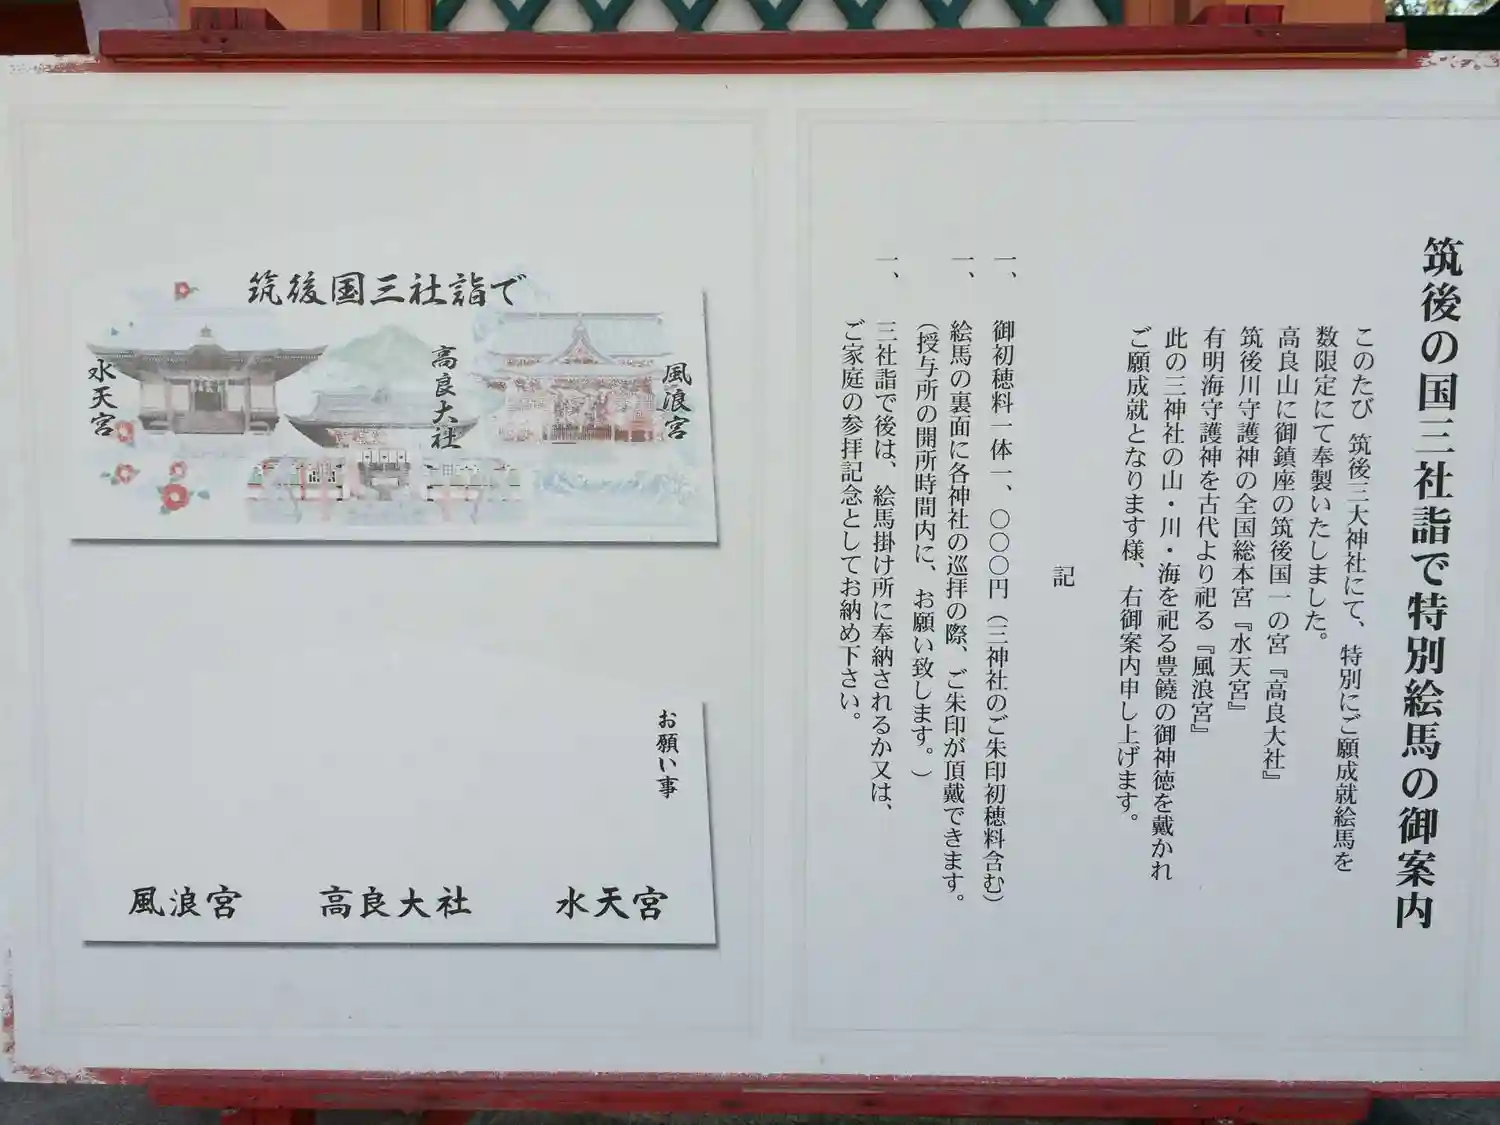 筑後の国三社詣で特別絵馬の御案内
このたび 筑後三大神社にて、特別にご願成就絵馬を
数限定にて奉製いたしました。
高良山に御鎮座の筑後国一の宮『高良大社』
筑後川守護神の全国総本宮『水天宮』
有明海守護神を古代より祀る『風浪宮』
此の三神社の山・川・海を祀る豊饒の御神徳を戴かれ
ご願成就となります様、右御案内申し上げます。
記
一、御初穂料一体一、〇〇〇円（三神社のご朱印初穂料含む）
一、絵馬の裏面に各神社の巡拝の際、ご朱印が頂戴できます。
（授与所の開所時間内に、お願い致します。）
一、三社詣で後は、絵馬掛け所に奉納されるか又は、
ご家庭の参拝記念としてお納め下さい。
筑後国三社詣で
風浪宮
高良大社
水天宮
お願い事
風浪宮 高良大社 水天宮